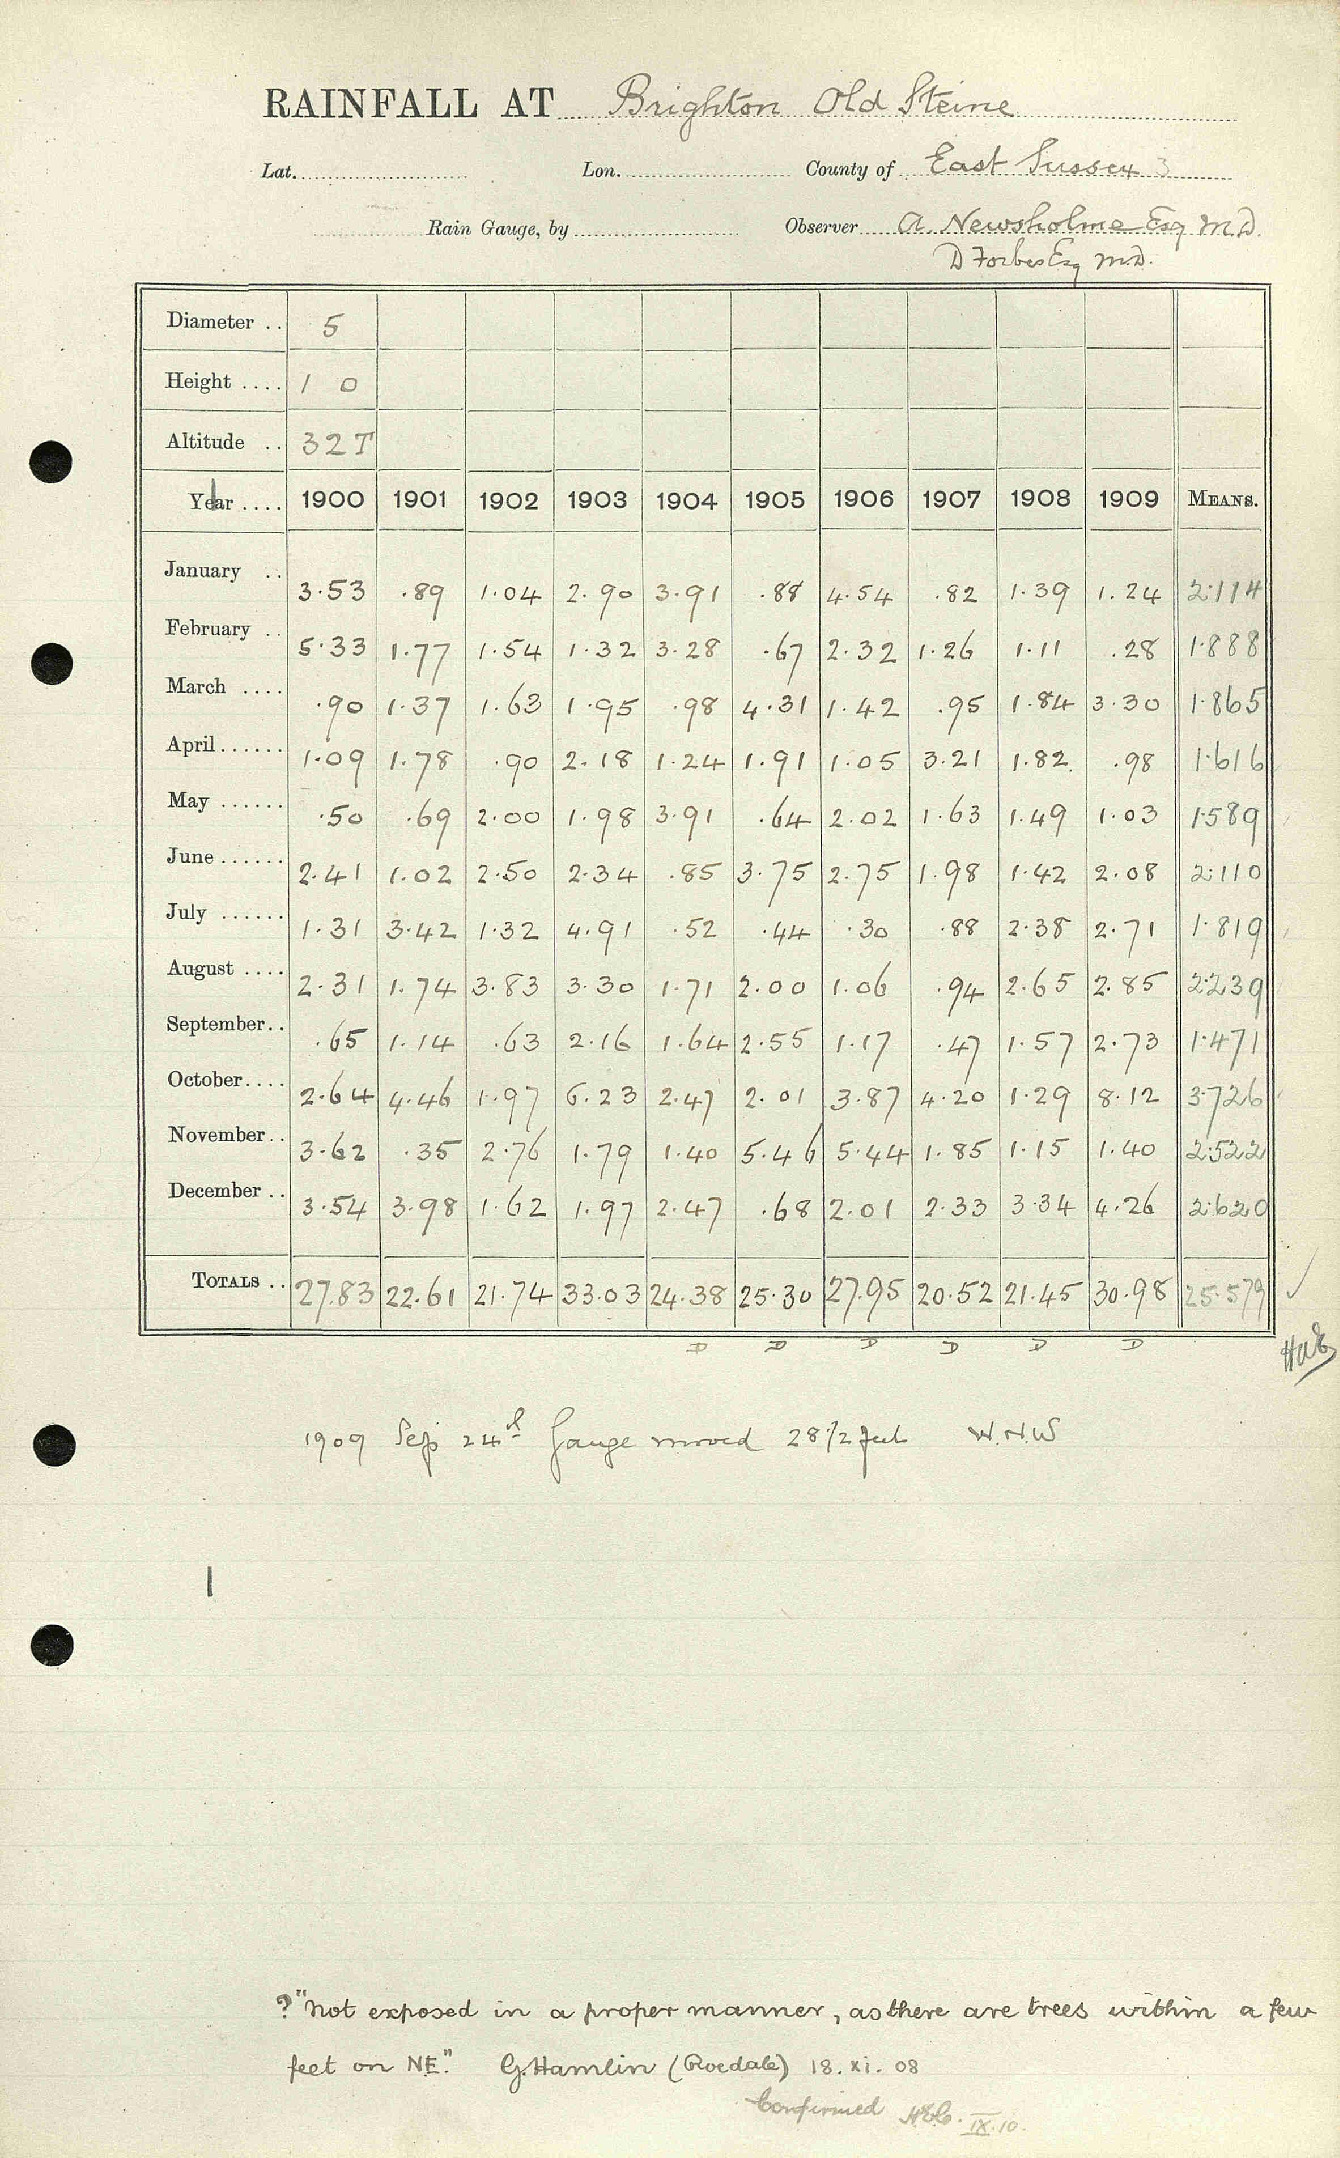 RAINFALL AT Brighton Old Steine
Lat. Lon. County of East Sussex 3
Rain Gauge, by Observer A. Newsholme Esq M.D.
D Forbes Esq M.D.
Diameter .. 5
Height .... 1 0
Altitude .. 32T
Year .... 1900 1901 1902 1903 1904 1905 1906 1907 1908 1909 MEANS.
January .. 3.53 .89 1.04 2.90 3.91 .88 4.54 .82 1.39 1.24 2.114
February .. 5.33 1.77 1.54 1.32 3.28 .67 2.32 1.26 1.11 .28 1.888
March .... .90 1.37 1.63 1.95 .98 4.31 1.42 .95 1.84 3.30 1.865
April ...... 1.09 1.78 .90 2.18 1.24 1.91 1.05 3.21 1.82 .98 1.616
May ...... .50 .69 2.00 1.98 3.91 .64 2.02 1.63 1.49 1.03 1.589
June ...... 2.41 1.02 2.50 2.34 .85 3.75 2.75 1.98 1.42 2.08 2.110
July ...... 1.31 3.42 1.32 4.91 .52 .44 .30 .88 2.38 2.71 1.819
August .... 2.31 1.74 3.83 3.30 1.71 2.00 1.06 .94 2.65 2.85 2.239
September.. .65 1.14 .63 2.16 1.64 2.55 1.17 .47 1.57 2.73 1.471
October.... 2.64 4.46 1.97 6.23 2.47 2.01 3.87 4.20 1.29 8.12 3.726
November.. 3.62 .35 2.76 1.79 1.40 5.46 5.44 1.85 1.15 1.40 2.522
December .. 3.54 3.98 1.62 1.97 2.47 .68 2.01 2.33 3.34 4.26 2.620
TOTALS .. 27.83 22.61 21.74 33.03 24.38 25.30 27.95 20.52 21.45 30.98 25.579
D D D D D D
1909 Sep 24th Gauge moved 28 1/2 feet W.N.W
?"not exposed in a proper manner, as there are trees within a few
feet on NE." G. Hamlin (Roedale) 18. xi. 08
Confirmed IX.10.